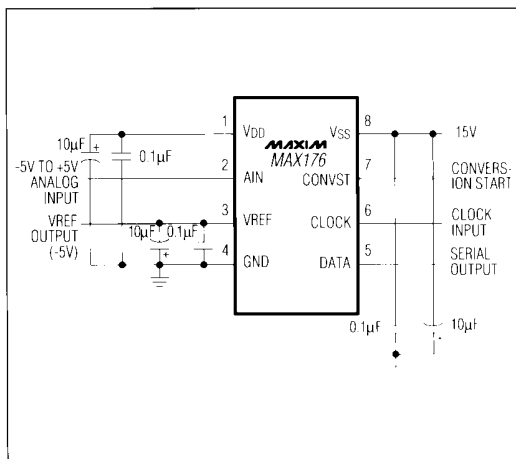 1
8
VDD
MAXIM
MAX176
VSS
15V
10µF
+
0.1µF
-5V TO +5V
ANALOG
INPUT
2
AIN
7
CONVST
CONVERS-
ION START
VREF
OUTPUT
(-5V)
10µF
0.1µF
+
3
VREF
6
CLOCK
CLOCK
INPUT
4
GND
5
DATA
SERIAL
OUTPUT
0.1µF
10µF